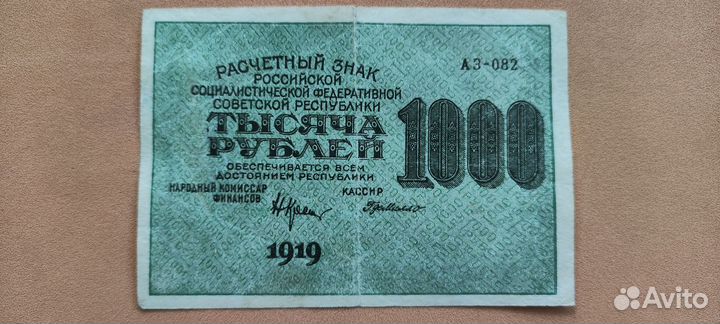 АЗ-082
РАСЧЕТНЫЙ ЗНАК
РОССИЙСКОЙ
СОЦИАЛИСТИЧЕСКОЙ ФЕДЕРАТИВНОЙ
СОВЕТСКОЙ РЕСПУБЛИКИ
ТЫСЯЧА
РУБЛЕЙ
1000
ОБЕСПЕЧИВАЕТСЯ ВСЕМ
ДОСТОЯНИЕМ РЕСПУБЛИКИ
НАРОДНЫЙ КОМИССАР
ФИНАНСОВ
КАССИР
1919
Avito